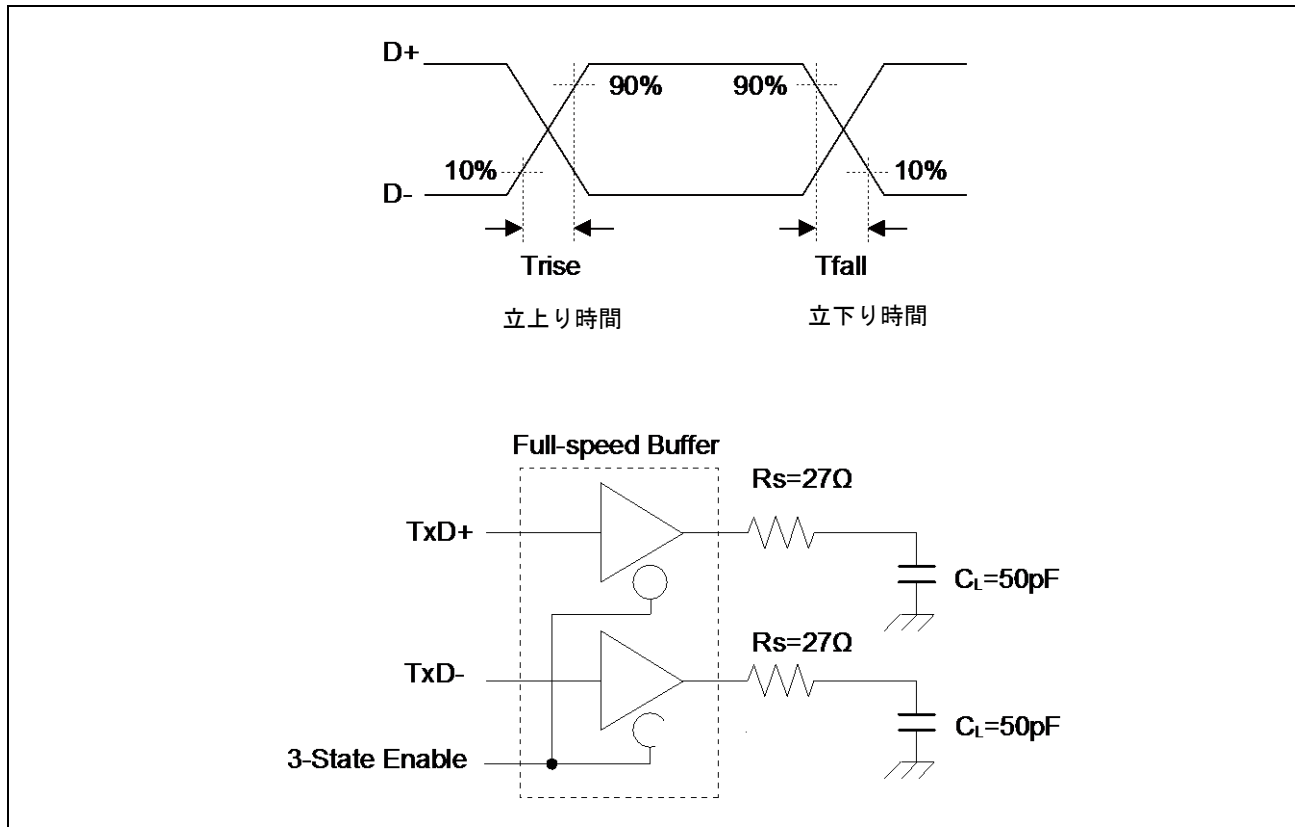 D+
90% 90%
10% 10%
D-
Trise Tfall
立上り時間 立下り時間
Full-speed Buffer
Rs=27Ω
TxD+
CL=50pF
Rs=27Ω
TxD-
CL=50pF
3-State Enable